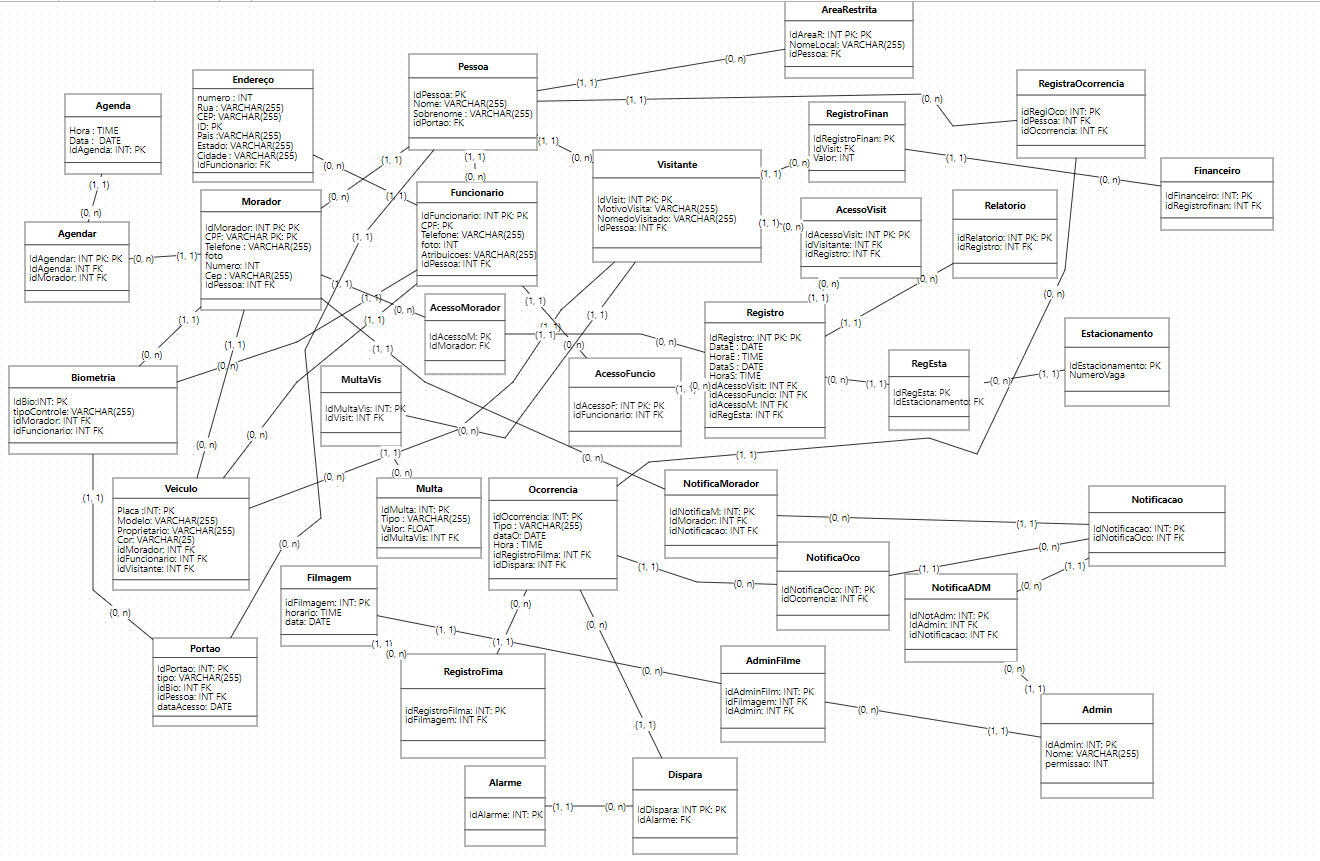 AreaRestrita
IdAreaR: INT PK: PK
NomeLocal: VARCHAR(255)
idPessoa: FK
Pessoa
IdPessoa: PK
Nome: VARCHAR(255)
Sobrenome : VARCHAR(255)
idPortao: FK
(1, 1)
(0, n)
(1, 1)
(0, n)
RegistraOcorrencia
idRegiOco: INT PK
idPessoa: INT FK
idOcorrencia: INT FK
Endereço
numero : INT
Rua : VARCHAR(255)
CEP: VARCHAR(255)
ID: PK
Pais :VARCHAR(255)
Estado: VARCHAR(255)
Cidade : VARCHAR(255)
IdFuncionario: FK
Agenda
Hora : TIME
Data : DATE
IdAgenda: INT: PK
RegistroFinan
IdRegistroFinan: PK
idVisit: FK
Valor: INT
(1, 1)
(0, n)
Financeiro
IdFinanceiro: INT: PK
idRegistrofinan: INT FK
Visitante
IdVisit: INT PK: PK
MotivoVisita: VARCHAR(255)
NomedoVisitado: VARCHAR(255)
IdPessoa: INT FK
(1, 1)
(0, n)
(1, 1)
(0, n)
(1, 1)
(0, n)
(1, 1)
(0, n)
(1, 1)
(0, n)
(0, n)
(1, 1)
Funcionario
IdFuncionario: INT PK: PK
CPF: PK
Telefone: VARCHAR(255)
foto: INT
Atribuicoes: VARCHAR(255)
IdPessoa: INT FK
Morador
IdMorador: INT PK: PK
CPF: VARCHAR PK: PK
Telefone : VARCHAR(255)
foto
Numero: INT
Cep : VARCHAR(255)
IdPessoa: INT FK
(1, 1)
(0, n)
Agendar
IdAgendar: INT PK: PK
IdAgenda: INT FK
idMorador: INT FK
(0, n)
(1, 1)
AcessoVisit
IdAcessoVisit: INT PK: PK
idVisitante: INT FK
idRegistro: INT FK
Relatorio
idRelatorio: INT PK: PK
idRegistro: INT FK
(1, 1)
(0, n)
(1, 1)
(0, n)
(1, 1)
(0, n)
(1, 1)
(0, n)
AcessoMorador
IdAcessoM: PK
IdMorador: FK
(1, 1)
(0, n)
(1, 1)
(1, 1)
(1, 1)
(1, 1)
(1, 1)
(0, n)
(0, n)
Registro
IdRegistro: INT PK: PK
DataE : DATE
HoraE : TIME
DataS : DATE
HoraS: TIME
idAcessoVisit: INT FK
idAcessoFuncio: INT FK
idAcessoM: INT FK
idRegEsta: INT FK
Estacionamento
IdEstacionamento: PK
NumeroVaga
(1, 1)
(0, n)
(1, 1)
(0, n)
(1, 1)
(0, n)
(0, n)
(1, 1)
RegEsta
IdRegEsta: PK
IdEstacionamento: FK
(0, n)
(1, 1)
Biometria
IdBio:INT: PK
tipoControle: VARCHAR(255)
idMorador: INT FK
idFuncionario: INT FK
MultaVis
IdMultaVis: INT: PK
idVisit: INT FK
AcessoFuncio
IdAcessoF: INT PK: PK
idFuncionario: INT FK
(1, 1)
(0, n)
(0, n)
(0, n)
(0, n)
(1, 1)
(0, n)
(0, n)
(0, n)
(1, 1)
(1, 1)
Veiculo
Placa :INT: PK
Modelo: VARCHAR(255)
Proprietario: VARCHAR(255)
Cor: VARCHAR(25)
idMorador: INT FK
idFuncionario: INT FK
idVisitante: INT FK
Multa
IdMulta: INT: PK
Tipo : VARCHAR(255)
Valor: FLOAT
idMultaVis: INT FK
Ocorrencia
idOcorrencia: INT: PK
Tipo : VARCHAR(255)
dataO: DATE
Hora : TIME
idRegistroFilma: INT FK
idDispara: INT FK
NotificaMorador
IdNotificaM: INT: PK
IdMorador: INT FK
idNotificacao: INT FK
(0, n)
(1, 1)
Notificacao
IdNotificacao: INT: PK
idNotificaOco: INT FK
NotificaOco
IdNotificaOco: INT: PK
idOcorrencia: INT FK
(1, 1)
(0, n)
(1, 1)
(0, n)
(1, 1)
(0, n)
NotificaADM
IdNotAdm: INT: PK
IdAdmin: INT FK
idNotificacao: INT FK
(0, n)
(0, n)
Filmagem
idFilmagem: INT: PK
horario: TIME
data: DATE
(0, n)
(0, n)
(1, 1)
(1, 1)
(0, n)
(1, 1)
(0, n)
Portao
IdPortao: INT: PK
tipo: VARCHAR(255)
idBio: INT FK
idPessoa: INT FK
dataAcesso: DATE
RegistroFima
idRegistroFilma: INT: PK
idFilmagem: INT FK
AdminFilme
idAdminFilm: INT: PK
idFilmagem: INT FK
IdAdmin: INT FK
(0, n)
(1, 1)
(0, n)
(1, 1)
Admin
IdAdmin: INT: PK
Nome: VARCHAR(255)
permissao: INT
(1, 1)
Alarme
IdAlarme: INT: PK
(1, 1)
(0, n)
Dispara
IdDispara: INT PK: PK
IdAlarme: FK